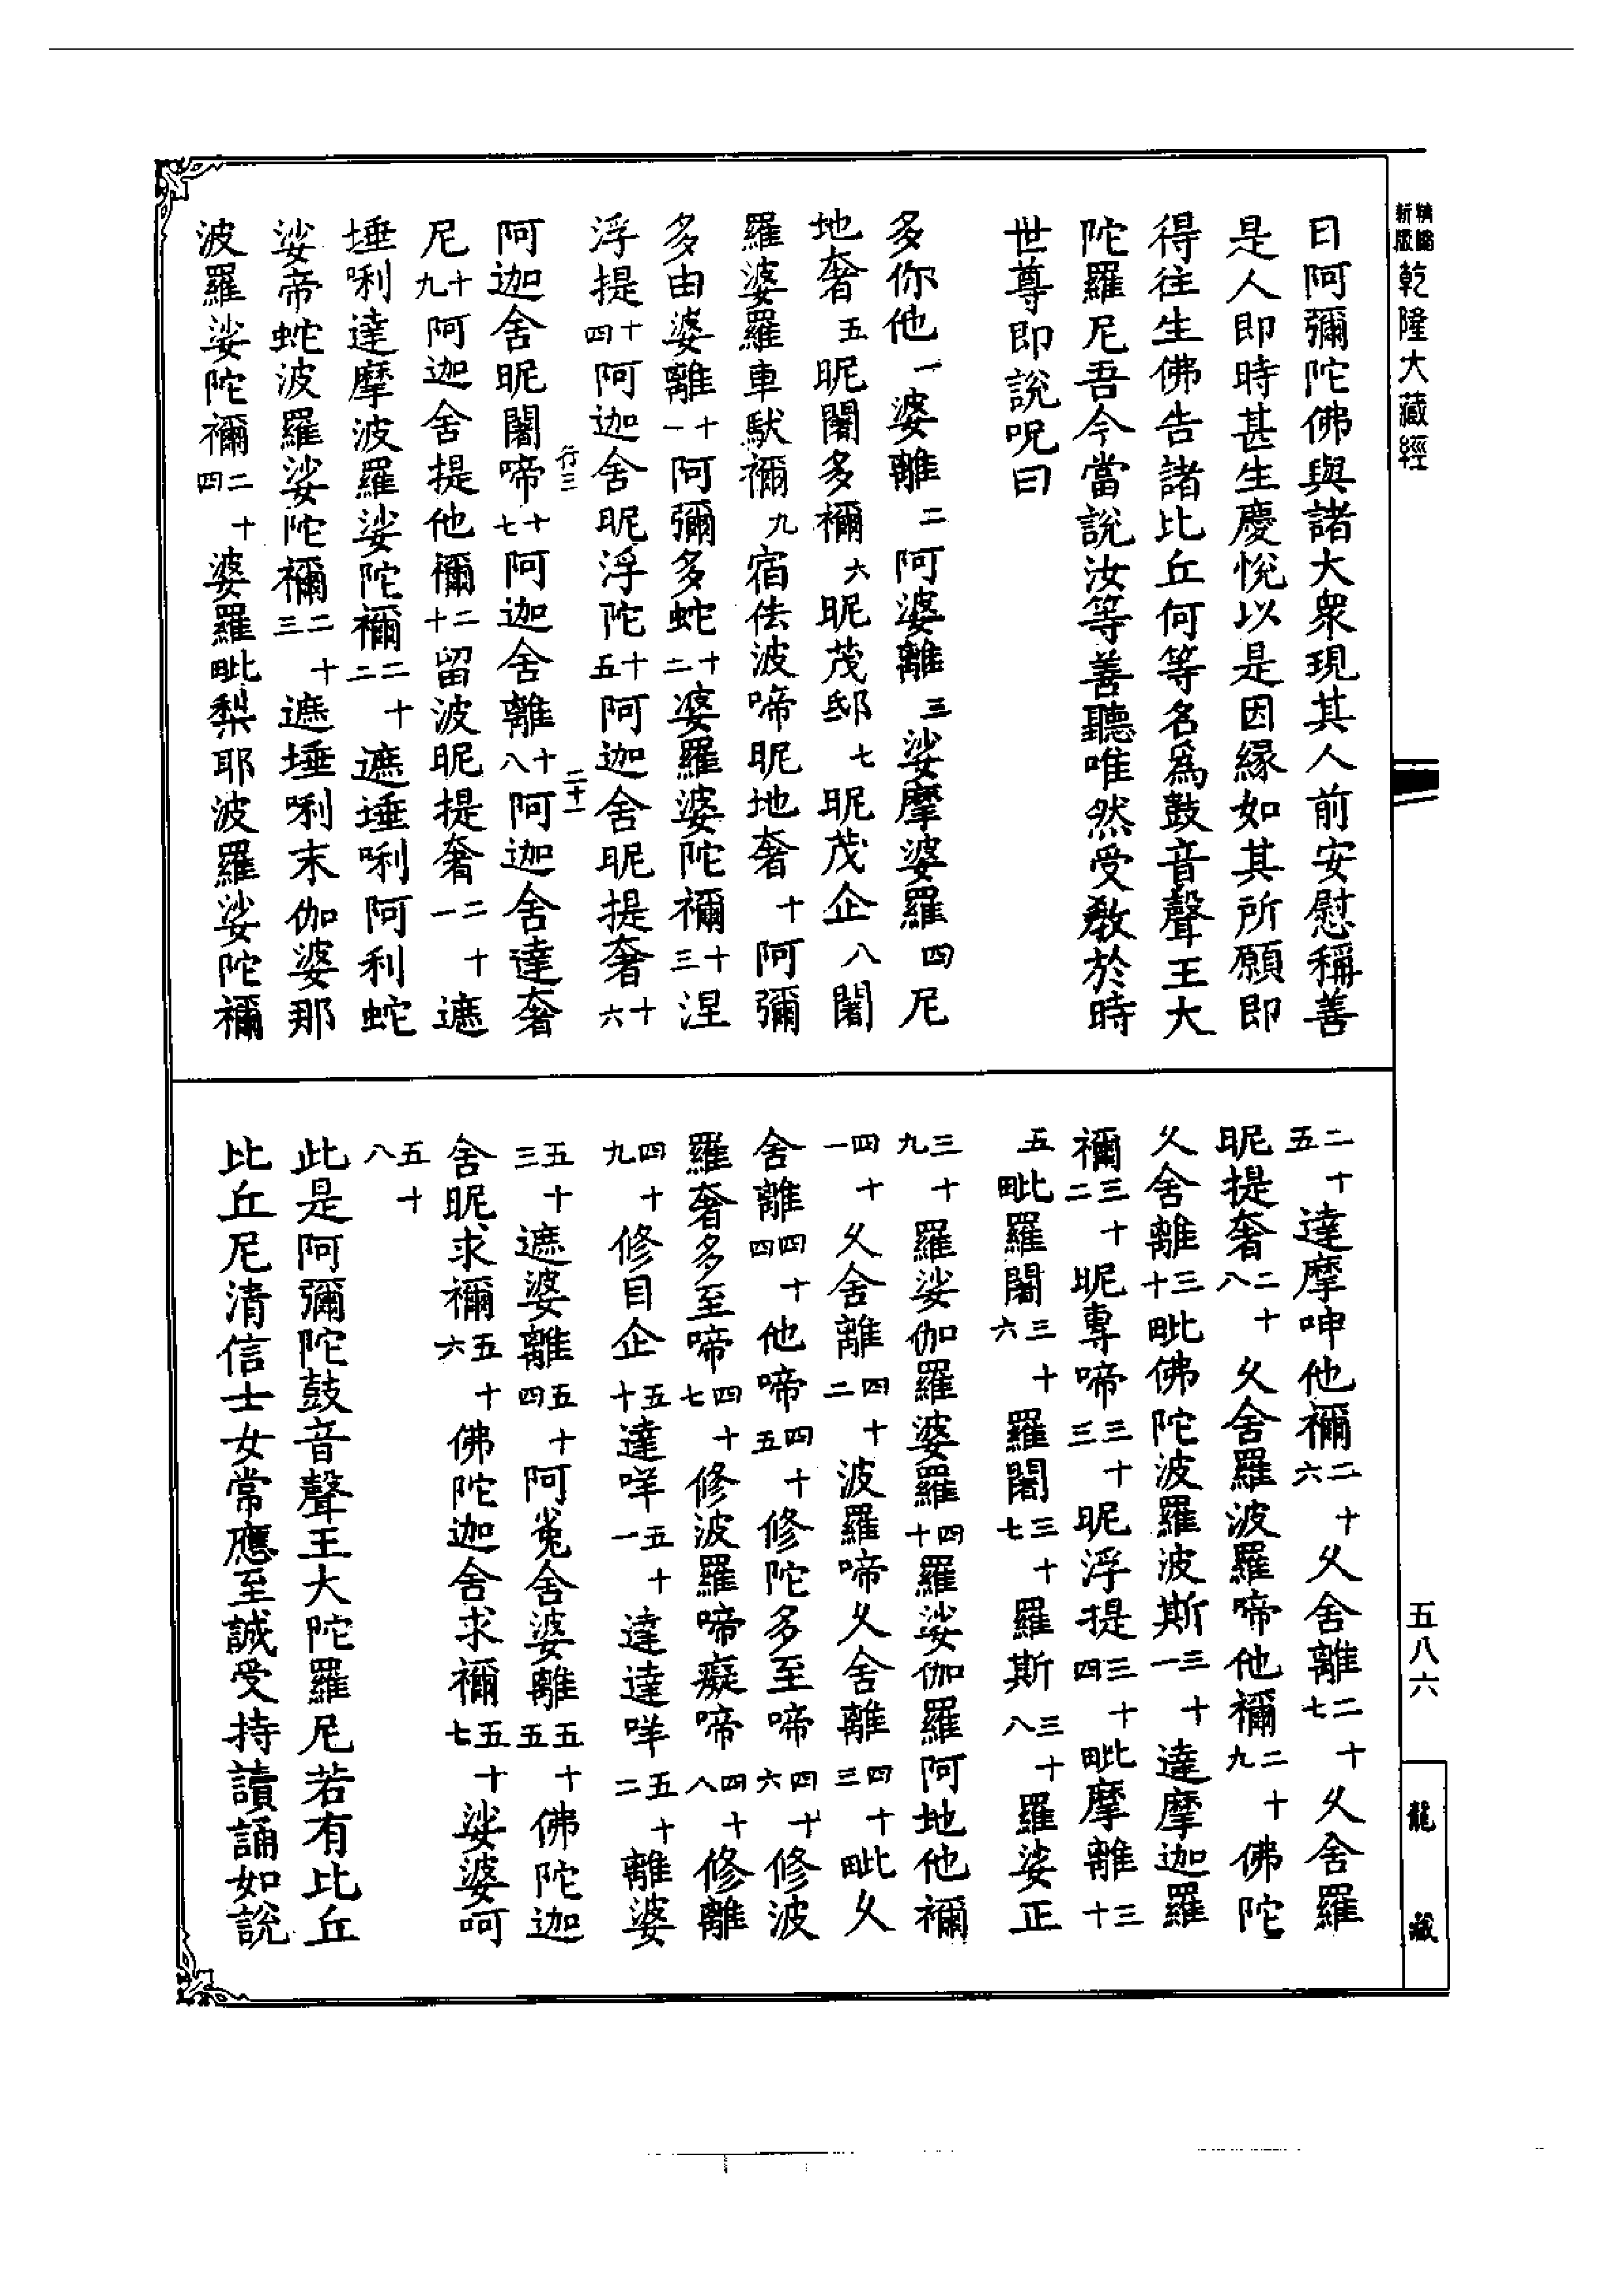 精縮新版乾隆大藏經
五八六
龍藏
日阿彌陀佛與諸大衆現其人前安慰稱善
是人即時甚生慶悅以是因緣如其所願即
得往生佛告諸比丘何等名爲鼓音聲王大
陀羅尼吾今當說汝等善聽唯然受教於時
世尊即說呪曰
多你他一婆離二阿婆離三娑摩婆羅四尼
地奢五昵闍多禰六昵茂邸七昵茂企八闍
羅婆羅車馱禰九宿佉波啼昵地奢十阿彌
多由婆離十一阿彌多蛇十二婆羅婆陀禰十三涅
浮提十四阿迦舍昵浮陀十五阿迦舍昵提奢十六
行三
二十一
阿迦舍昵闍啼十七阿迦舍離十八阿迦舍達奢
尼十九阿迦舍提他禰二十留波昵提奢二十一遮
埵唎達摩波羅娑陀禰二十二遮埵唎阿利蛇
娑帝蛇波羅娑陀禰二十三遮埵唎末伽婆那
波羅娑陀禰二十四婆羅毗梨耶波羅娑陀禰
二十五達摩呻他禰二十六久舍離二十七久舍羅
昵提奢二十八久舍羅波羅啼他禰二十九佛陀
久舍離三十毗佛陀波羅波斯三十一達摩迦羅
禰三十二昵專啼三十三昵浮提三十四毗摩離三十
五毗羅闍三十六羅闍三十七羅斯三十八羅娑正
三十九羅娑伽羅婆羅四十羅娑伽羅阿地他禰
四十一久舍離四十二波羅啼久舍離四十三毗久
舍離四十四他啼四十五修陀多至啼四十六修波
羅奢多至啼四十七修波羅啼癡啼四十八修離
四十九修目企五十達咩五十一達達咩五十二離婆
五十三遮婆離五十四阿㝹舍婆離五十五佛陀迦
舍昵求禰五十六佛陀迦舍求禰五十七娑婆呵
五十八
此是阿彌陀鼓音聲王大陀羅尼若有比丘
比丘尼清信士女常應至誠受持讀誦如說